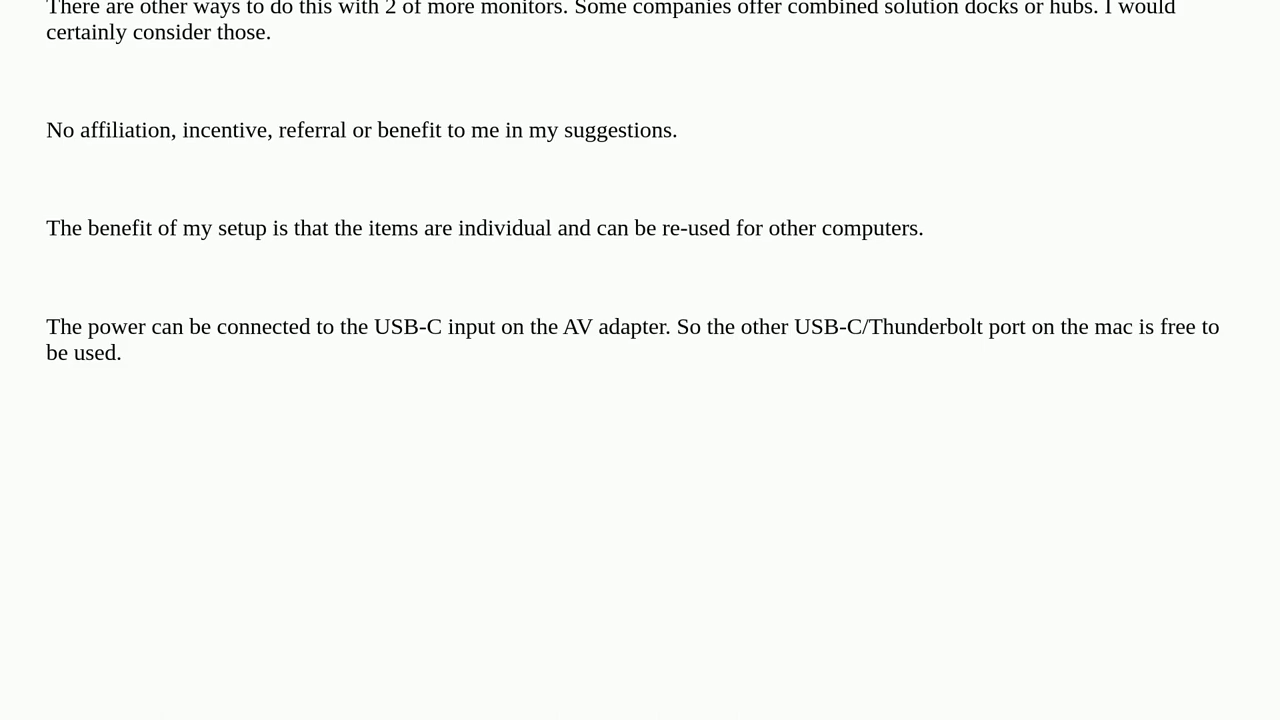 There are other ways to do this with 2 of more monitors. Some companies offer combined solution docks or hubs. I would
certainly consider those.
No affiliation, incentive, referral or benefit to me in my suggestions.
The benefit of my setup is that the items are individual and can be re-used for other computers.
The power can be connected to the USB-C input on the AV adapter. So the other USB-C/Thunderbolt port on the mac is free to
be used.